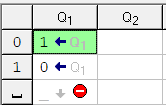 Q1 Q2
0 1 ← Q1
1 0 ← Q1
␣ _ ↓ ⛔